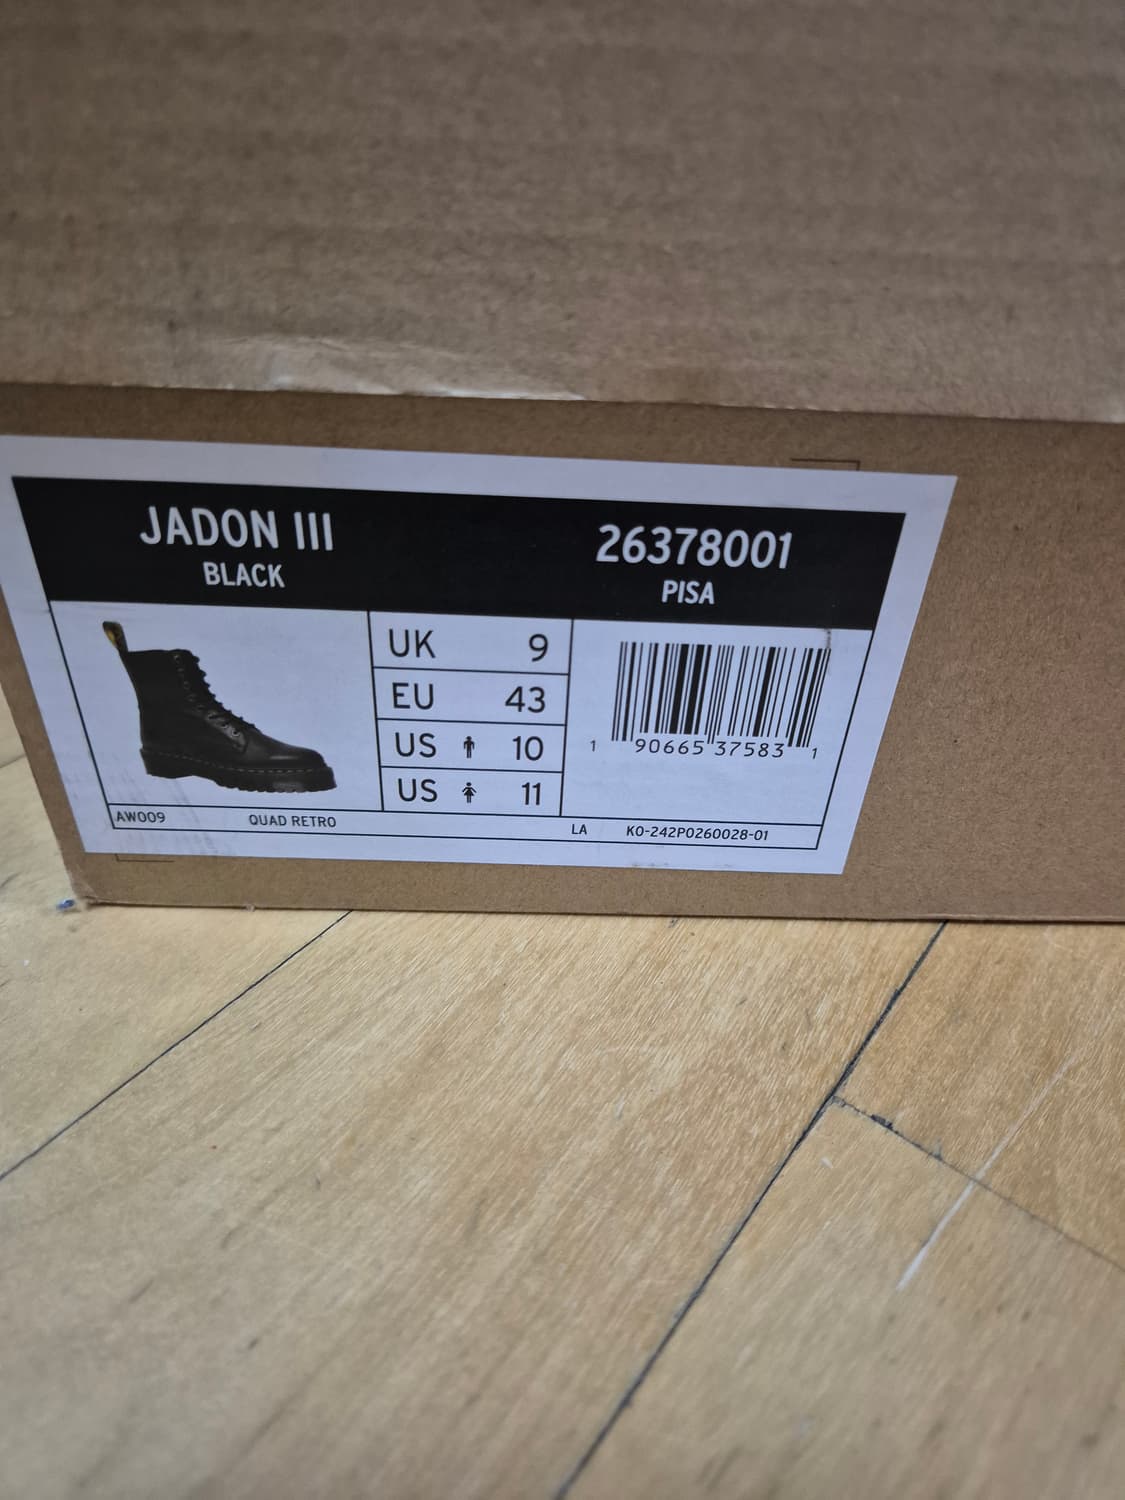 JADON III
BLACK
26378001
PISA
UK 9
EU 43
US 10
US 11
1 90665 37583 1
AW009 QUAD RETRO LA KO-242P0260028-01